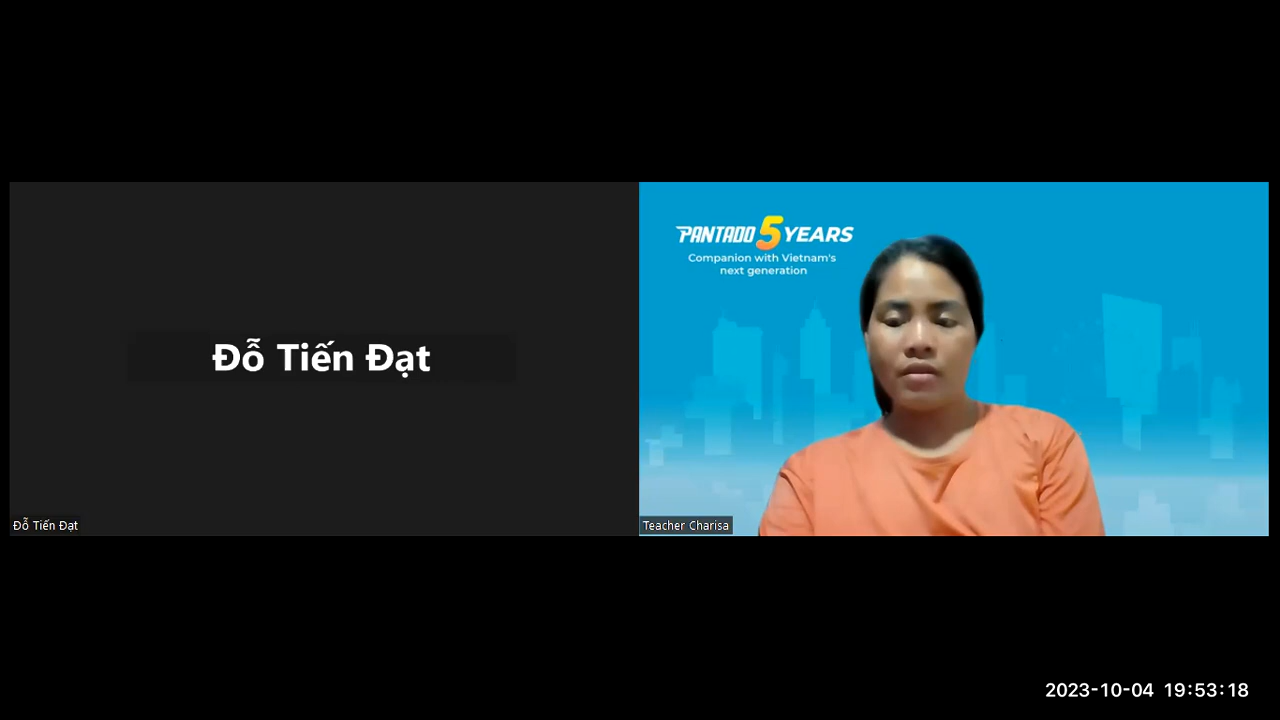 PANTADO 5 YEARS
Companion with Vietnam's
next generation
Đỗ Tiến Đạt
Đỗ Tiến Đạt
Teacher Charisa
2023-10-04 19:53:18